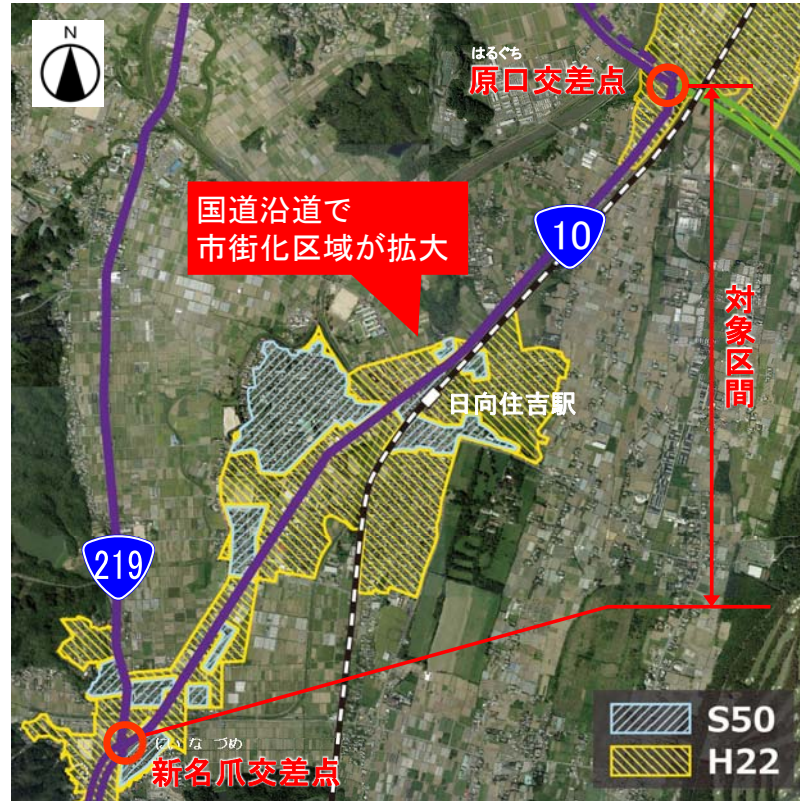 N
はるぐち
原口交差点
国道沿道で
市街化区域が拡大
10
対象区間
日向住吉駅
219
にいな づめ
新名爪交差点
S50
H22